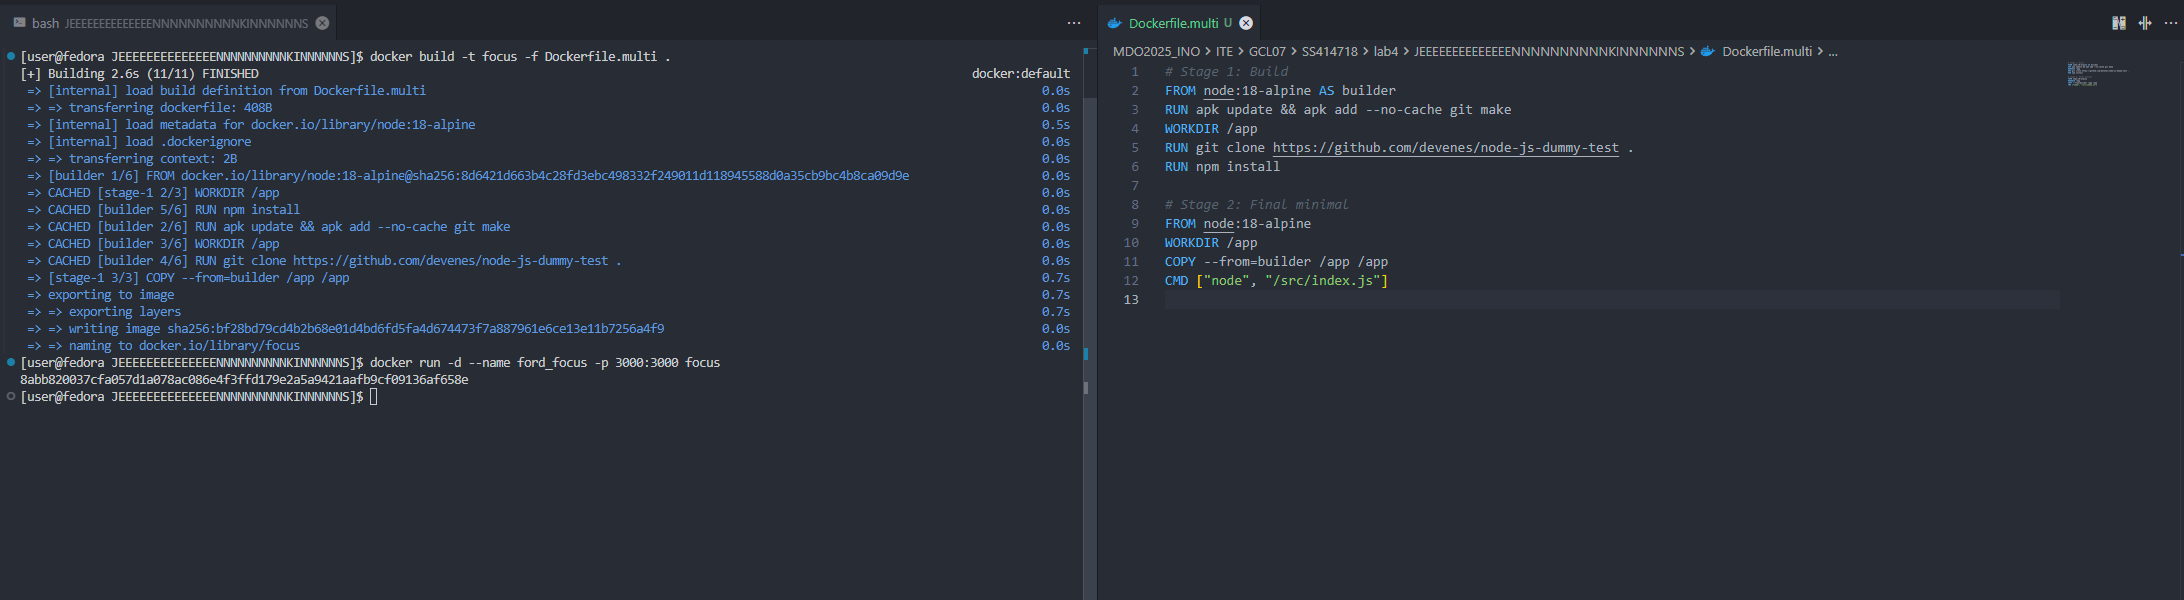 bash JEEEEEEEEEEEEEENNNNNNNNNNKINNNNNNS
[user@fedora JEEEEEEEEEEEEEENNNNNNNNNNKINNNNNNS]$ docker build -t focus -f Dockerfile.multi .
[+] Building 2.6s (11/11) FINISHED docker:default
=> [internal] load build definition from Dockerfile.multi 0.0s
=> => transferring dockerfile: 408B 0.0s
=> [internal] load metadata for docker.io/library/node:18-alpine 0.5s
=> [internal] load .dockerignore 0.0s
=> => transferring context: 2B 0.0s
=> [builder 1/6] FROM docker.io/library/node:18-alpine@sha256:8d6421d663b4c28fd3ebc498332f249011d118945588d0a35cb9bc4b8ca09d9e 0.0s
=> CACHED [stage-1 2/3] WORKDIR /app 0.0s
=> CACHED [builder 5/6] RUN npm install 0.0s
=> CACHED [builder 2/6] RUN apk update && apk add --no-cache git make 0.0s
=> CACHED [builder 3/6] WORKDIR /app 0.0s
=> CACHED [builder 4/6] RUN git clone https://github.com/devenes/node-js-dummy-test . 0.0s
=> [stage-1 3/3] COPY --from=builder /app /app 0.7s
=> exporting to image 0.7s
=> => exporting layers 0.7s
=> => writing image sha256:bf28bd79cd4b2b68e01d4bd6fd5fa4d674473f7a887961e6ce13e11b7256a4f9 0.0s
=> => naming to docker.io/library/focus 0.0s
[user@fedora JEEEEEEEEEEEEEENNNNNNNNNNKINNNNNNS]$ docker run -d --name ford_focus -p 3000:3000 focus
8abb820037cfa057d1a078ac086e4f3ffd179e2a5a9421aafb9cf09136af658e
[user@fedora JEEEEEEEEEEEEEENNNNNNNNNNKINNNNNNS]$
Dockerfile.multi U
MDO2025_INO > ITE > GCL07 > SS414718 > lab4 > JEEEEEEEEEEEEEENNNNNNNNNNKINNNNNNS > Dockerfile.multi > ...
1 # Stage 1: Build
2 FROM node:18-alpine AS builder
3 RUN apk update && apk add --no-cache git make
4 WORKDIR /app
5 RUN git clone https://github.com/devenes/node-js-dummy-test .
6 RUN npm install
7
8 # Stage 2: Final minimal
9 FROM node:18-alpine
10 WORKDIR /app
11 COPY --from=builder /app /app
12 CMD ["node", "/src/index.js"]
13